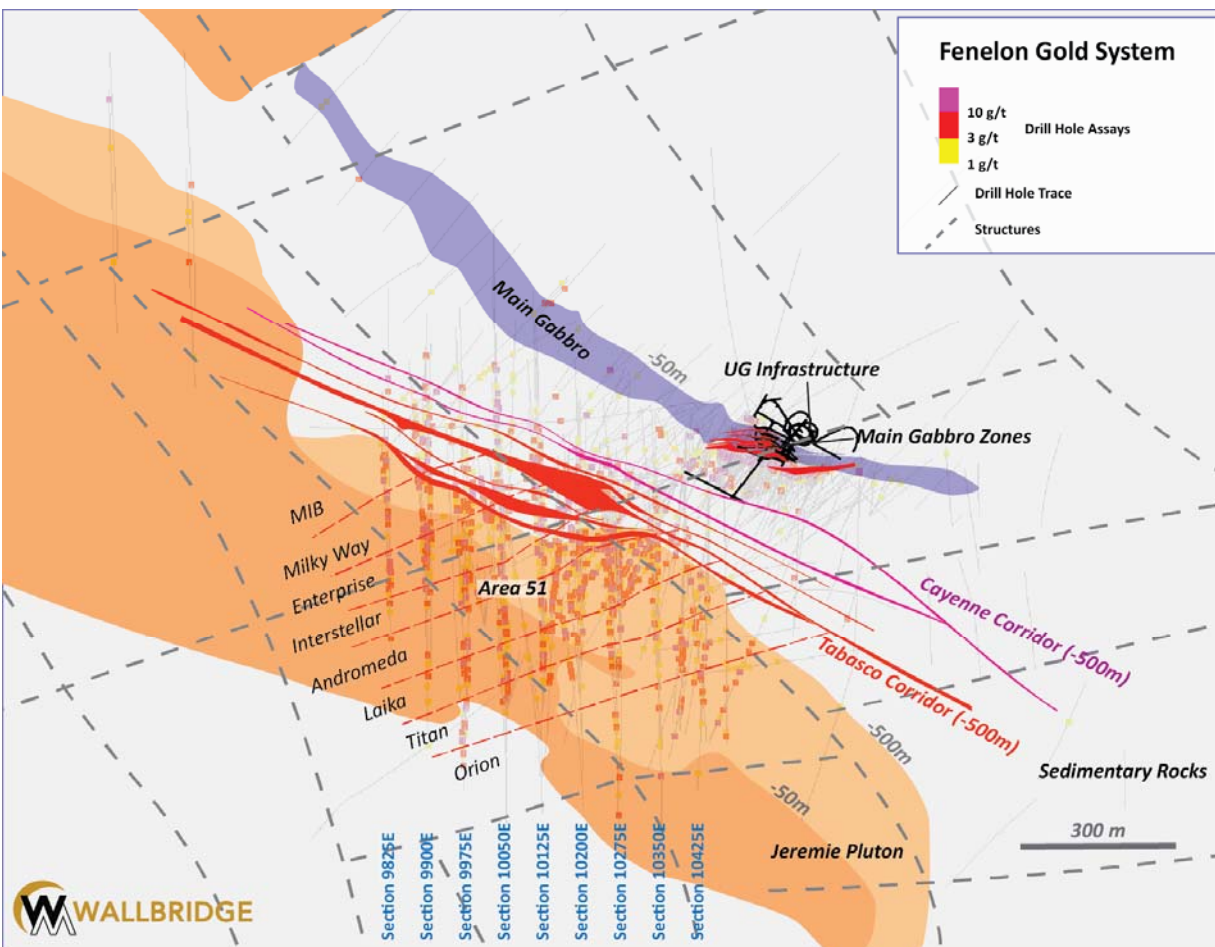 Fenelon Gold System
10 g/t
3 g/t
1 g/t
Drill Hole Assays
Drill Hole Trace
Structures
Main Gabbro
-50m
UG Infrastructure
Main Gabbro Zones
MIB
Milky Way
Enterprise
Interstellar
Andromeda
Laika
Titan
Orion
Area 51
Cayenne Corridor (-500m)
Tabasco Corridor (-500m)
-500m
-50m
Sedimentary Rocks
Jeremie Pluton
300 m
Section 9825E
Section 9900E
Section 9975E
Section 10050E
Section 10125E
Section 10200E
Section 10275E
Section 10350E
Section 10425E
WALLBRIDGE